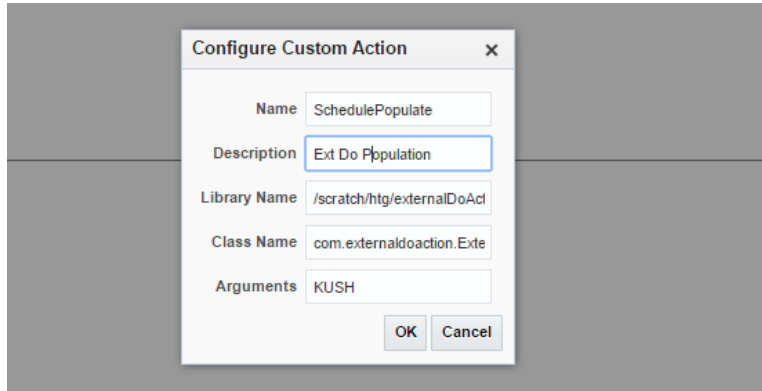 Configure Custom Action
Name SchedulePopulate
Description Ext Do Population
Library Name /scratch/htg/externalDoAct
Class Name com.externaldoaction.Exte
Arguments KUSH
OK Cancel